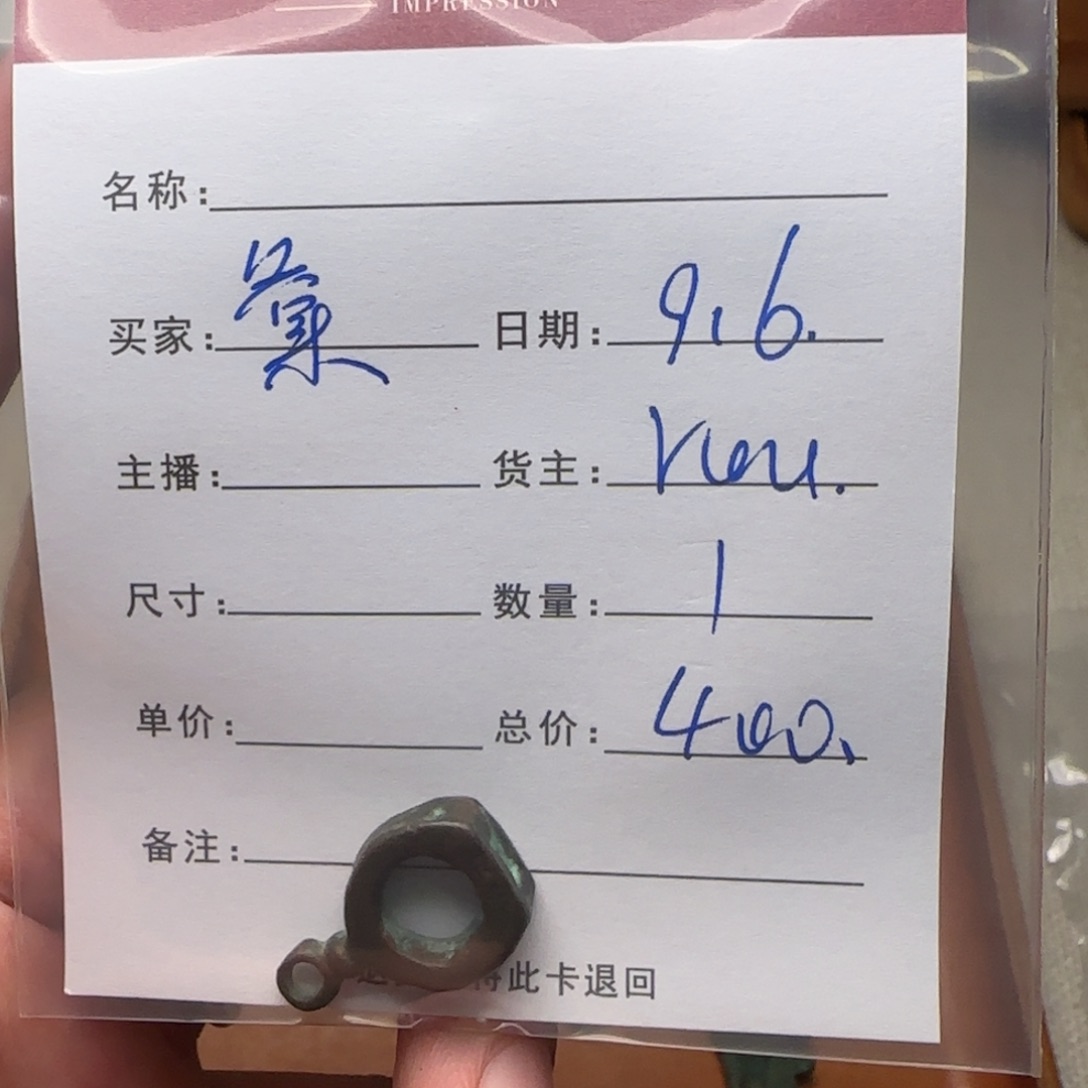 IMPRESSION
名称:
买家: 日期: 9.6.
主播: 货主:
尺寸: 数量: 1
单价: 总价: 400.
备注:
此卡退回